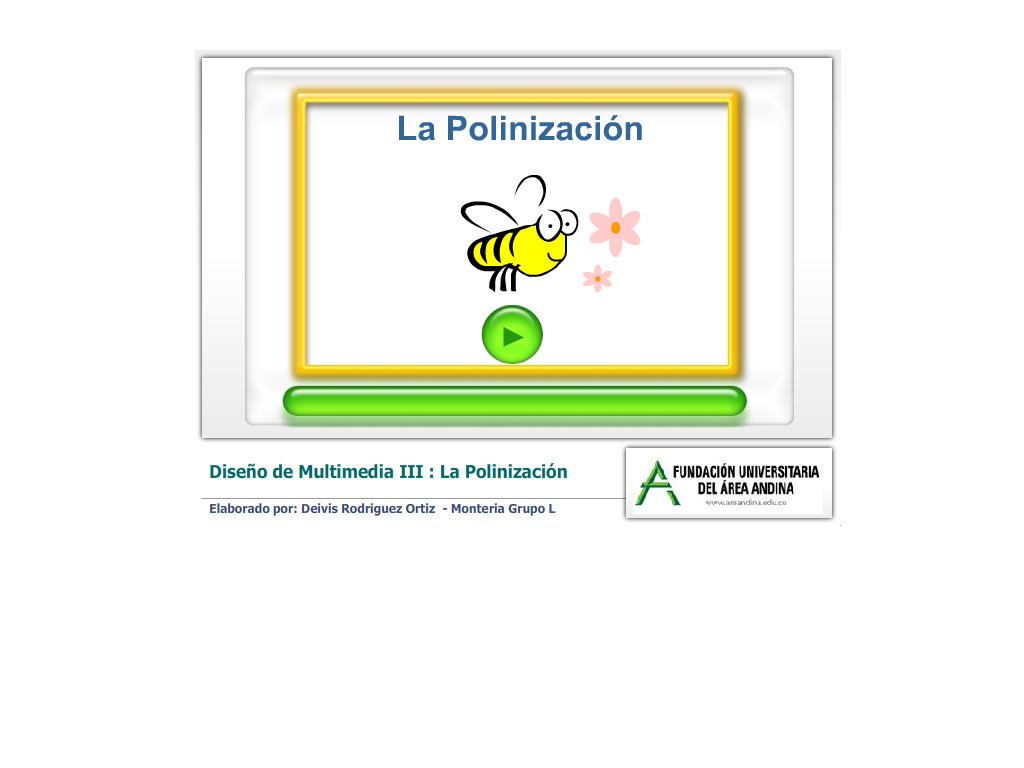 La Polinización
Diseño de Multimedia III : La Polinización
Elaborado por: Deivis Rodriguez Ortiz - Monteria Grupo L
FUNDACIÓN UNIVERSITARIA
DEL ÁREA ANDINA
www.areandina.edu.co